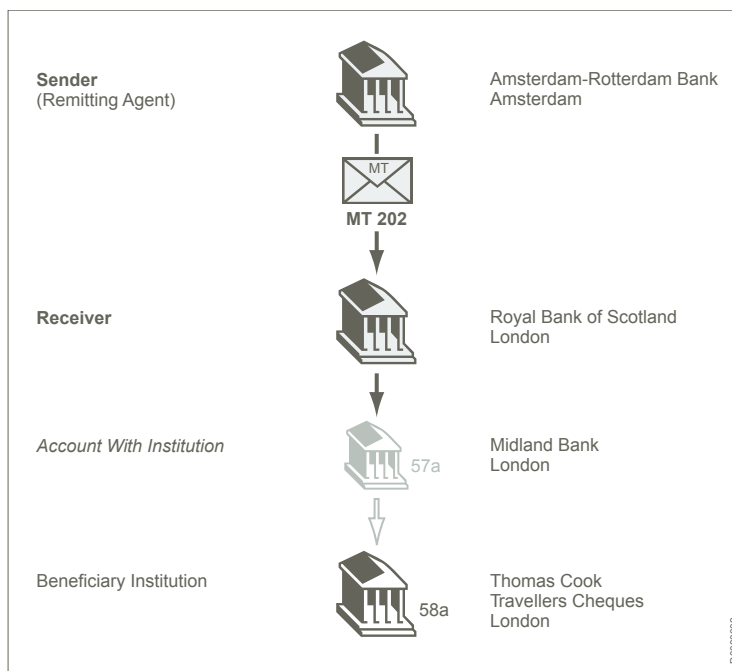 Sender
(Remitting Agent)
Amsterdam-Rotterdam Bank
Amsterdam
MT
MT 202
Receiver
Royal Bank of Scotland
London
Account With Institution
57a
Midland Bank
London
Beneficiary Institution
58a
Thomas Cook
Travellers Cheques
London